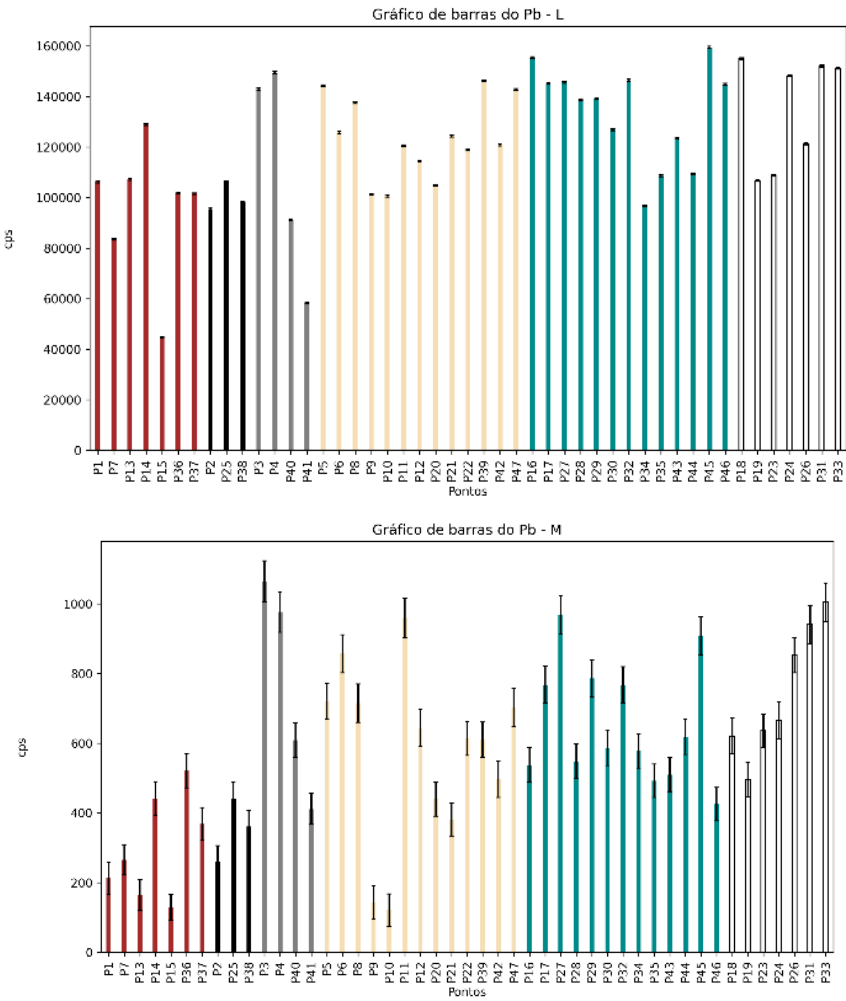 Gráfico de barras do Pb - L
160000
140000
120000
100000
80000
60000
40000
20000
0
cps
P1 P7 P13 P14 P15 P36 P37 P2 P25 P38 P3 P4 P40 P41 P5 P6 P8 P9 P10 P11 P12 P20 P21 P22 P39 P42 P47 P16 P17 P27 P28 P29 P30 P32 P34 P35 P43 P44 P45 P46 P18 P19 P23 P24 P26 P31 P33
Pontos
Gráfico de barras do Pb - M
1000
800
600
400
200
0
cps
P1 P7 P13 P14 P15 P36 P37 P2 P25 P38 P3 P4 P40 P41 P5 P6 P8 P9 P10 P11 P12 P20 P21 P22 P39 P42 P47 P16 P17 P27 P28 P29 P30 P32 P34 P35 P43 P44 P45 P46 P18 P19 P23 P24 P26 P31 P33
Pontos